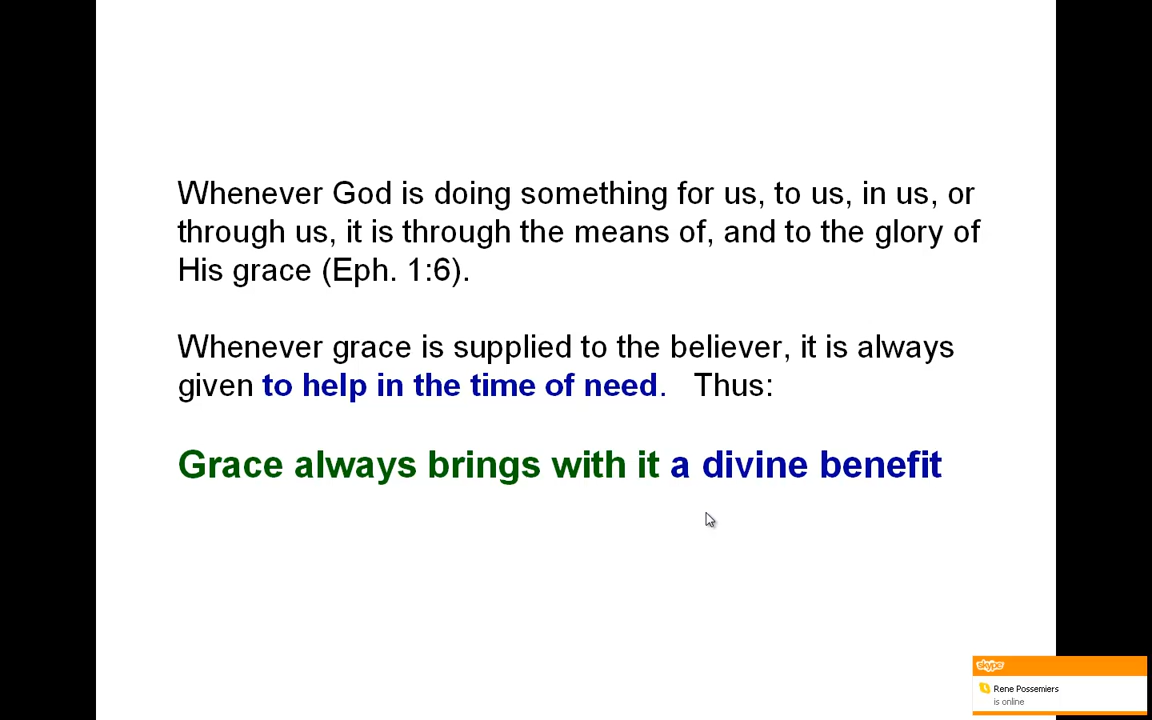 Whenever God is doing something for us, to us, in us, or
through us, it is through the means of, and to the glory of
His grace (Eph. 1:6).
Whenever grace is supplied to the believer, it is always
given to help in the time of need. Thus:
Grace always brings with it a divine benefit
skype
Rene Possemiers
is online